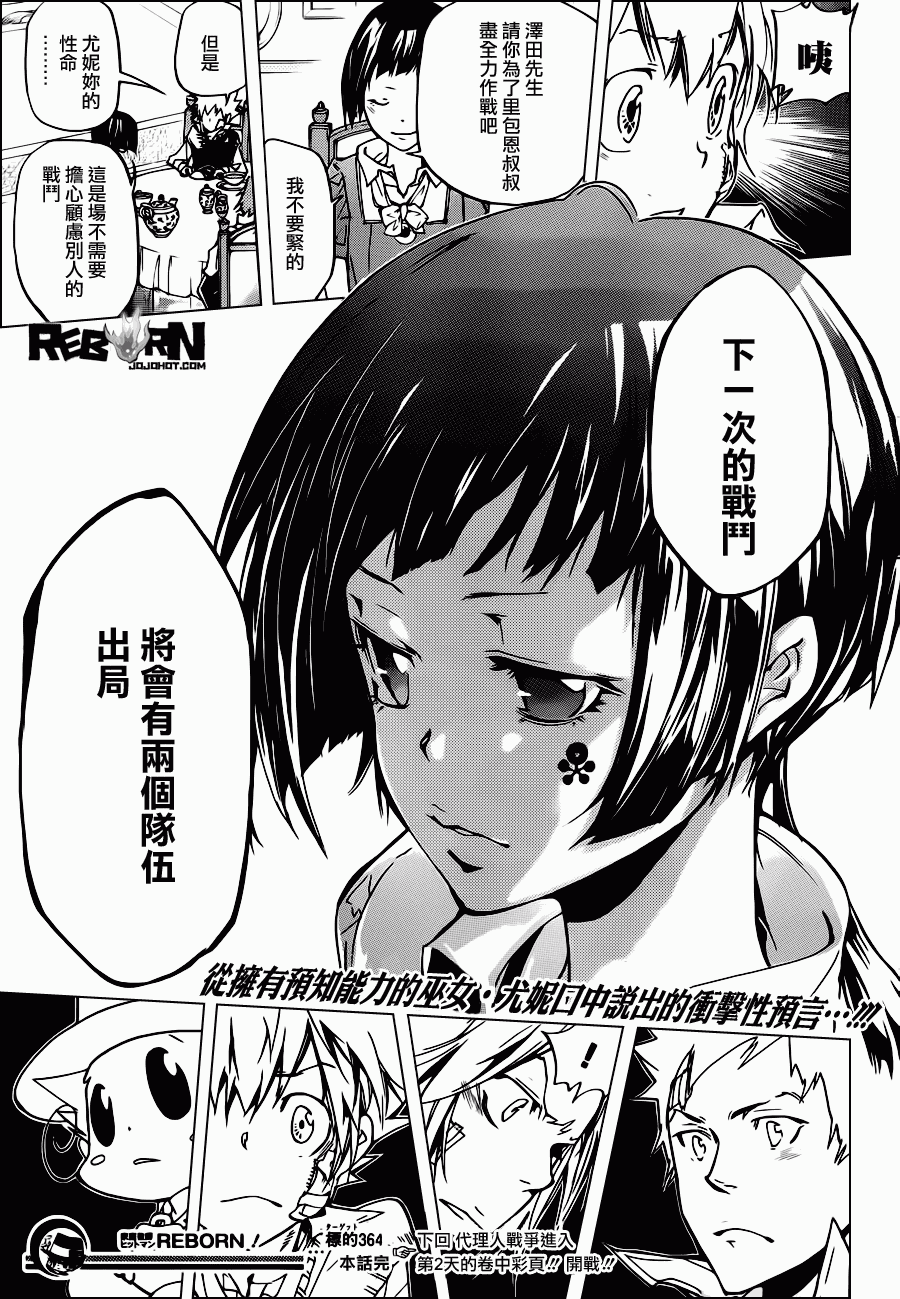 咦
澤田先生
請你為了里包恩叔叔
盡全力作戰吧
我不要緊的
但是
尤妮妳的
性命
………
這是場不需要
擔心顧慮別人的
戰鬥
REBORN
JOJOHOT.COM
下一次的戰鬥
將會有兩個隊伍
出局
從擁有預知能力的巫女・尤妮口中説出的衝擊性預言…!!!
!
REBORN!
ターゲット
標的364
本話完
下回 代理人戰爭進入
第2天的卷中彩頁!! 開戰!!